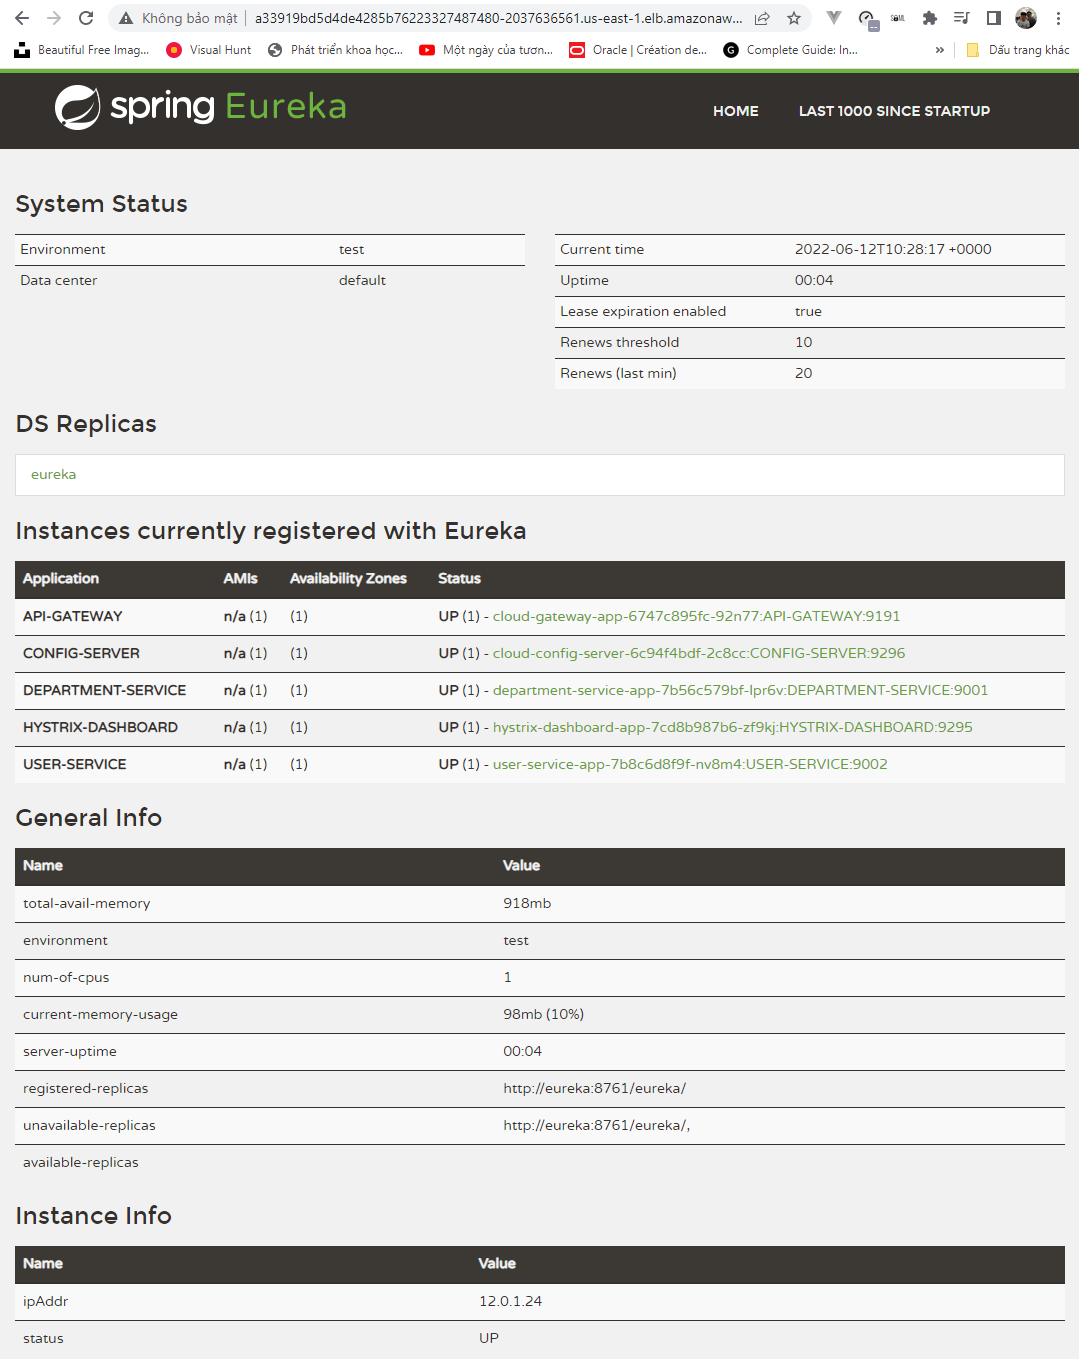 Không bảo mật a33919bd5d4de4285b76223327487480-2037636561.us-east-1.elb.amazonaw...
Beautiful Free Imag... Visual Hunt Phát triển khoa học... Một ngày của tươn... Oracle | Création de... Complete Guide: In... » Dấu trang khác
spring Eureka HOME LAST 1000 SINCE STARTUP
System Status
Environment test Current time 2022-06-12T10:28:17 +0000
Data center default Uptime 00:04
Lease expiration enabled true
Renews threshold 10
Renews (last min) 20
DS Replicas
eureka
Instances currently registered with Eureka
Application AMIs Availability Zones Status
API-GATEWAY n/a (1) (1) UP (1) - cloud-gateway-app-6747c895fc-92n77:API-GATEWAY:9191
CONFIG-SERVER n/a (1) (1) UP (1) - cloud-config-server-6c94f4bdf-2c8cc:CONFIG-SERVER:9296
DEPARTMENT-SERVICE n/a (1) (1) UP (1) - department-service-app-7b56c579bf-lpr6v:DEPARTMENT-SERVICE:9001
HYSTRIX-DASHBOARD n/a (1) (1) UP (1) - hystrix-dashboard-app-7cd8b987b6-zf9kj:HYSTRIX-DASHBOARD:9295
USER-SERVICE n/a (1) (1) UP (1) - user-service-app-7b8c6d8f9f-nv8m4:USER-SERVICE:9002
General Info
Name Value
total-avail-memory 918mb
environment test
num-of-cpus 1
current-memory-usage 98mb (10%)
server-uptime 00:04
registered-replicas http://eureka:8761/eureka/
unavailable-replicas http://eureka:8761/eureka/,
available-replicas
Instance Info
Name Value
ipAddr 12.0.1.24
status UP